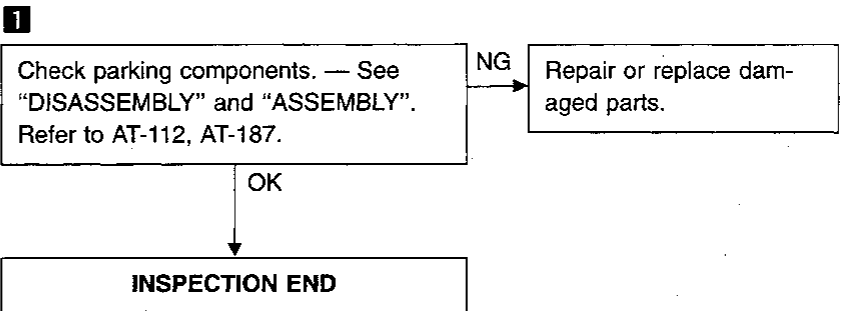 1
Check parking components. — See
"DISASSEMBLY" and "ASSEMBLY".
Refer to AT-112, AT-187.
NG
Repair or replace dam-
aged parts.
OK
INSPECTION END